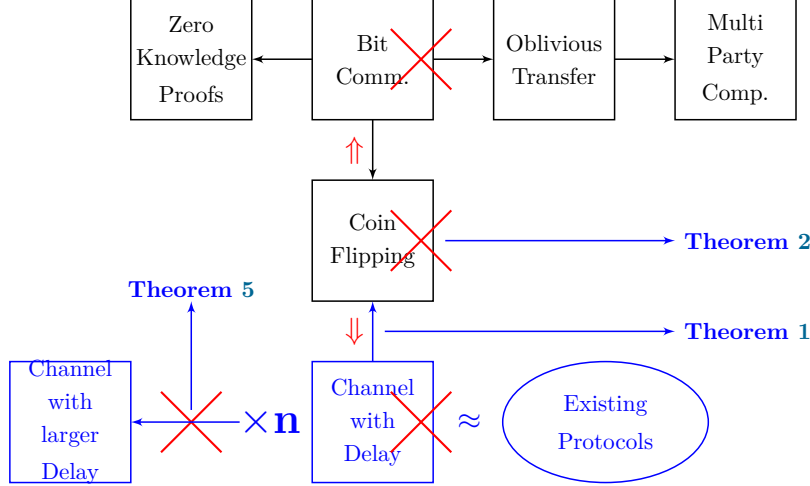 Zero
Knowledge
Proofs
Bit
Comm.
Oblivious
Transfer
Multi
Party
Comp.
⇑
Coin
Flipping
Theorem 2
Theorem 5
⇓
Theorem 1
Channel
with
larger
Delay
×n
Channel
with
Delay
≈
Existing
Protocols